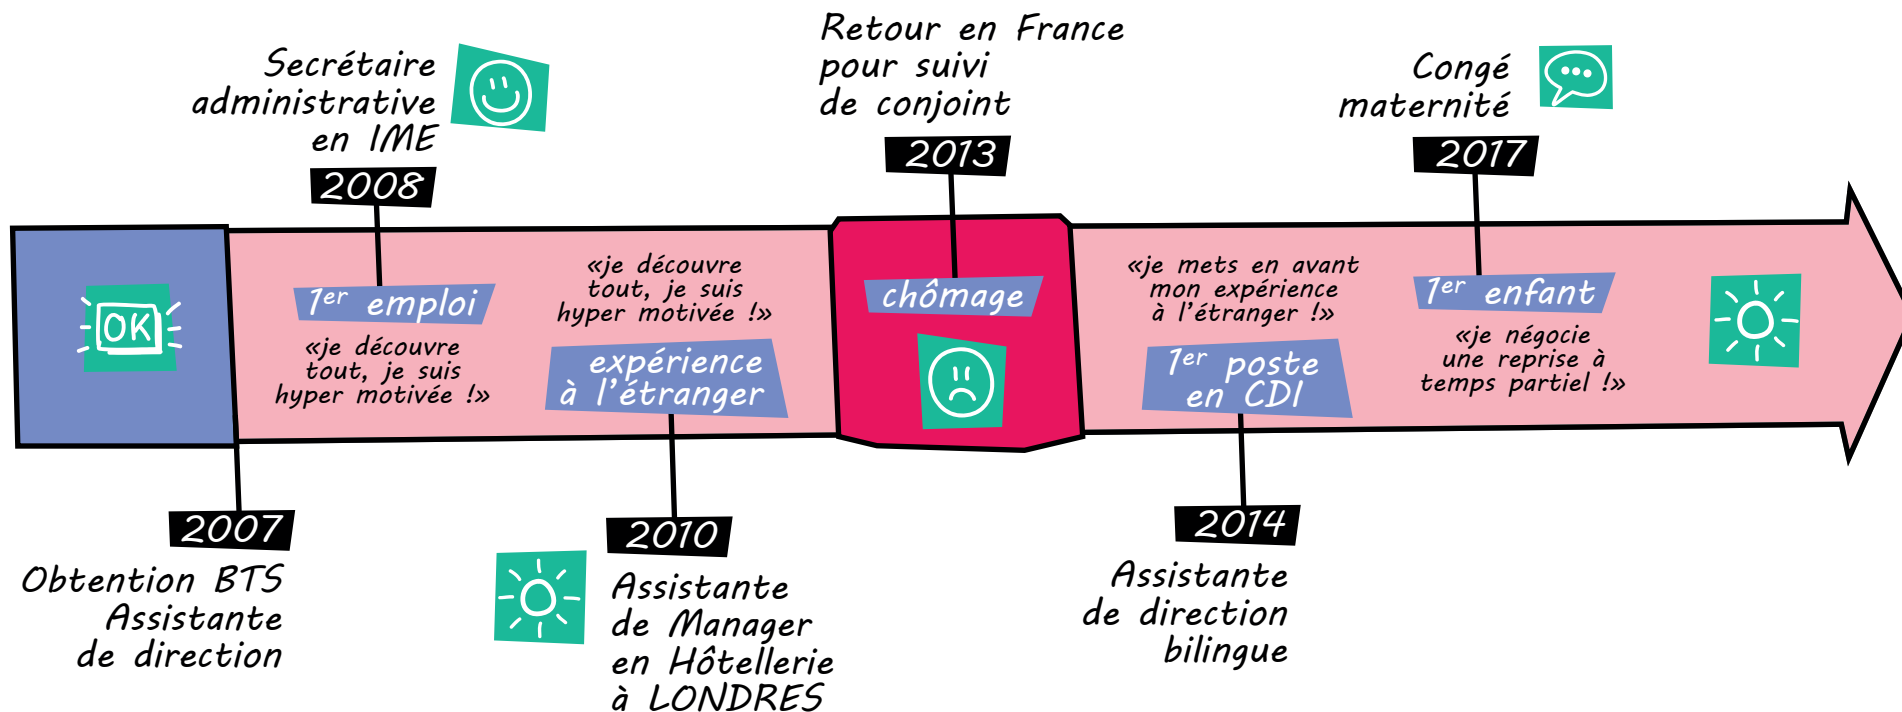 Secrétaire
administrative
en IME
2008
Retour en France
pour suivi
de conjoint
2013
Congé
maternité
2017
OK
1er emploi
«je découvre
tout, je suis
hyper motivée !»
«je découvre
tout, je suis
hyper motivée !»
expérience
à l'étranger
chômage
«je mets en avant
mon expérience
à l'étranger !»
1er poste
en CDI
1er enfant
«je négocie
une reprise à
temps partiel !»
2007
Obtention BTS
Assistante
de direction
2010
Assistante
de Manager
en Hôtellerie
à LONDRES
2014
Assistante
de direction
bilingue